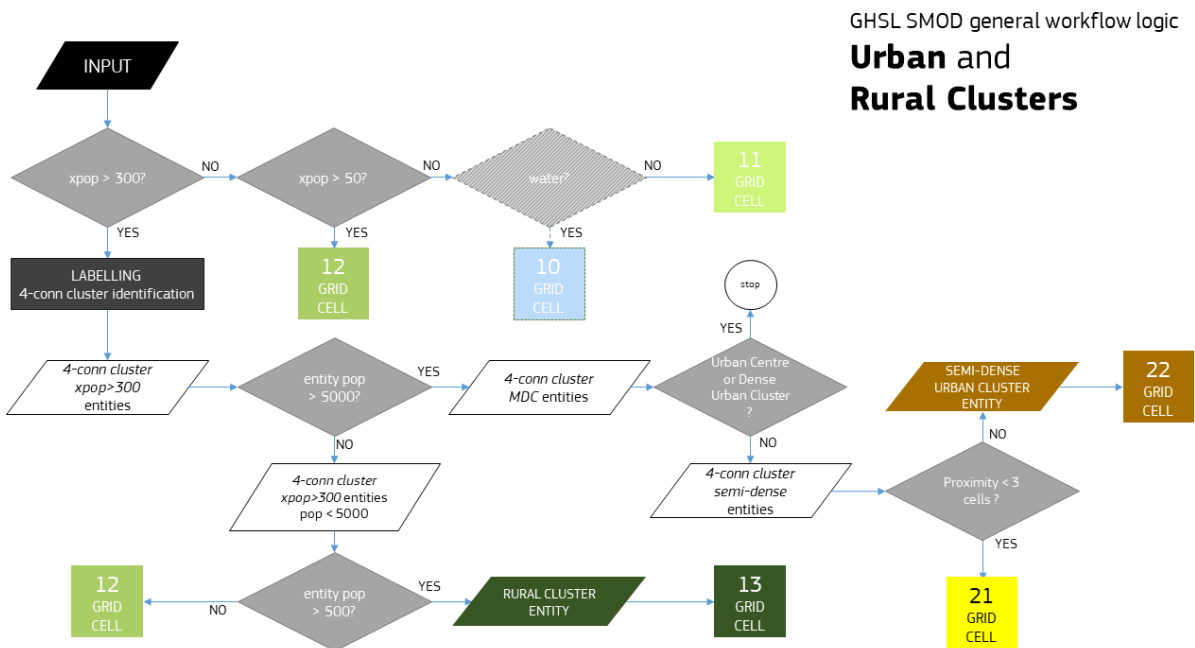 GHSL SMOD general workflow logic
Urban and
Rural Clusters
INPUT
xpop > 300?
NO
xpop > 50?
NO
water?
NO
11
GRID
CELL
YES
YES
YES
LABELLING
4-conn cluster identification
12
GRID
CELL
10
GRID
CELL
stop
YES
4-conn cluster
xpop>300
entities
entity pop
> 5000?
YES
4-conn cluster
MDC entities
Urban Centre
or Dense
Urban Cluster
?
SEMI-DENSE
URBAN CLUSTER
ENTITY
22
GRID
CELL
NO
NO
NO
4-conn cluster
xpop>300 entities
pop < 5000
4-conn cluster
semi-dense
entities
Proximity < 3
cells ?
YES
12
GRID
CELL
NO
entity pop
> 500?
YES
RURAL CLUSTER
ENTITY
13
GRID
CELL
21
GRID
CELL